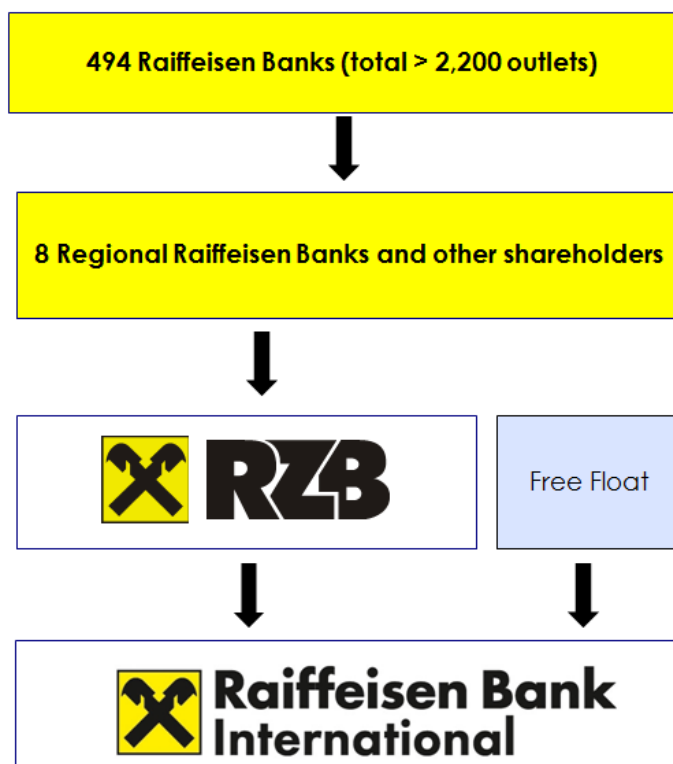 494 Raiffeisen Banks (total > 2,200 outlets)
8 Regional Raiffeisen Banks and other shareholders
RZB
Free Float
Raiffeisen Bank
International